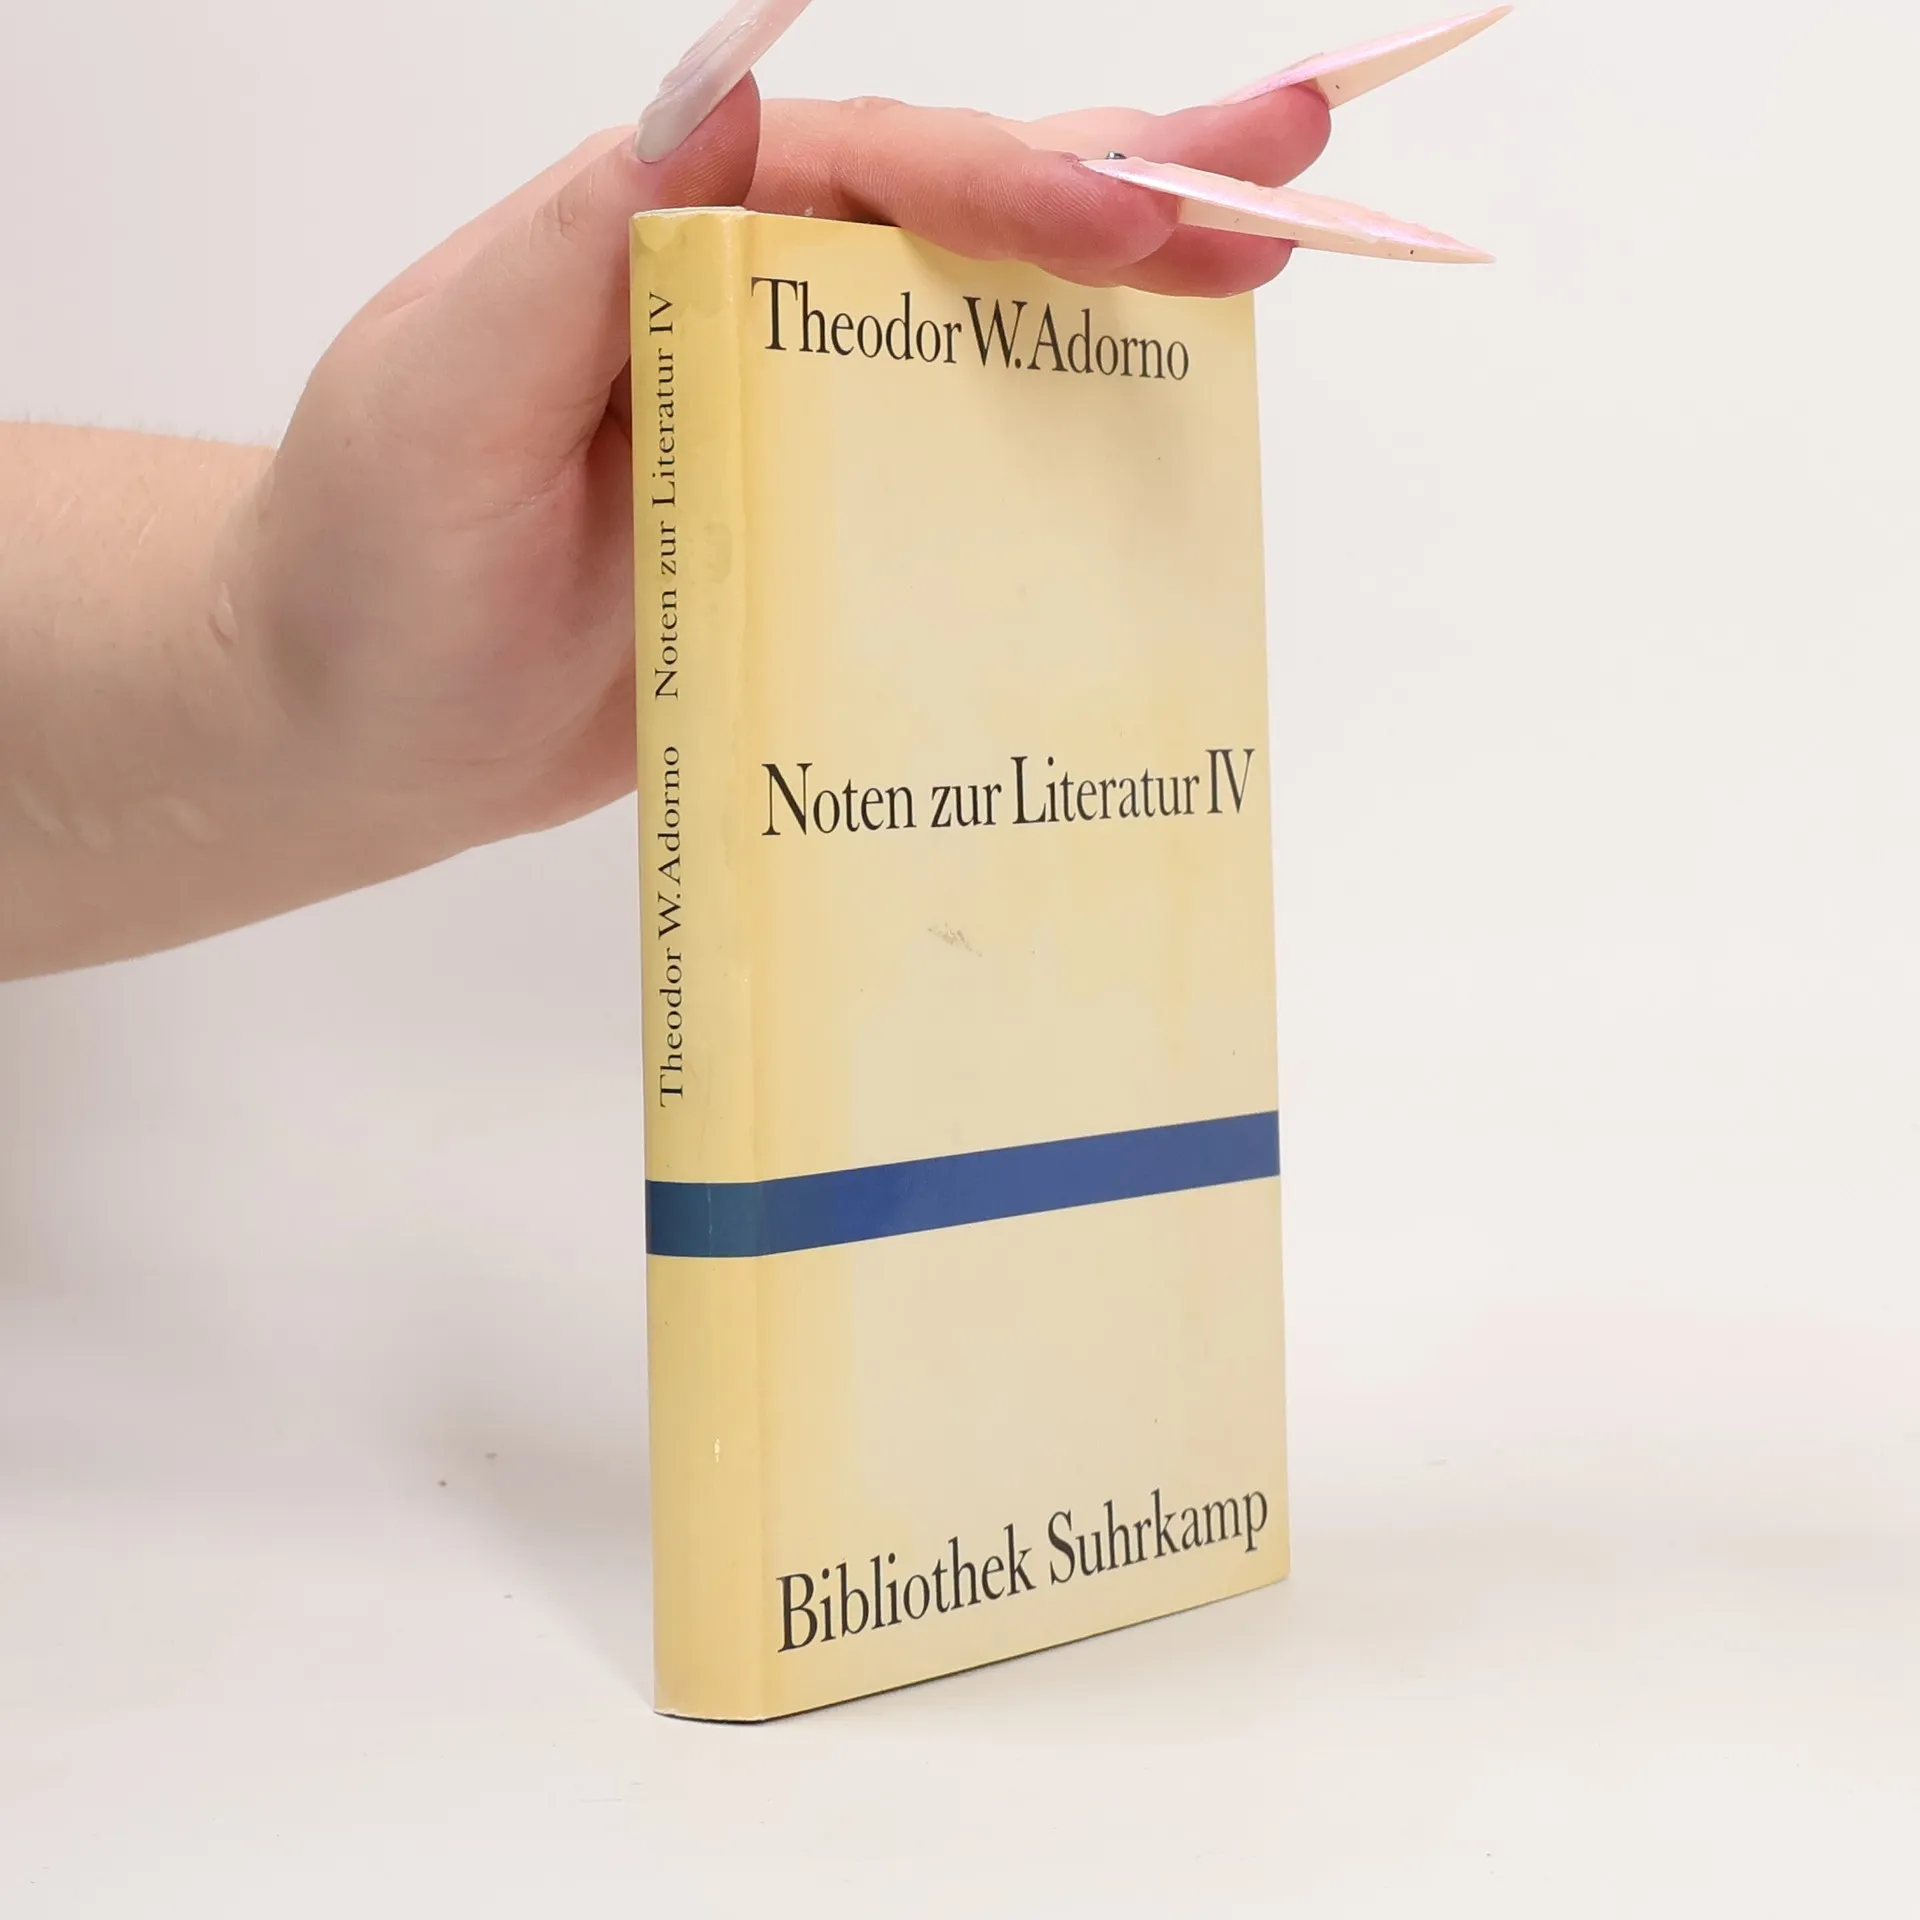 Theodor W. Adorno Noten zur Literatur IV
Theodor W. Adorno
Noten zur Literatur IV
Bibliothek Suhrkamp